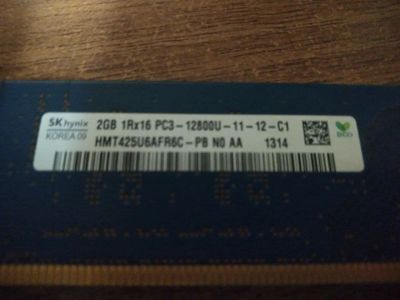 SK hynix 2GB 1Rx16 PC3-12800U-11-12-C1
KOREA 09 HMT425U6AFR6C-PB N0 AA 1314
eco